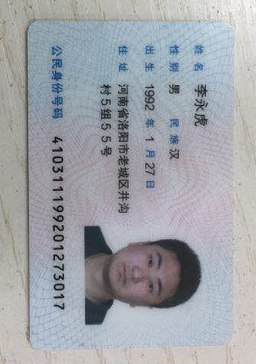 姓名 李永虎
性别 男 民族 汉
出生 1992 年 1 月 27 日
住址 河南省洛阳市老城区井沟
村5组55号
公民身份号码 410311199201273017